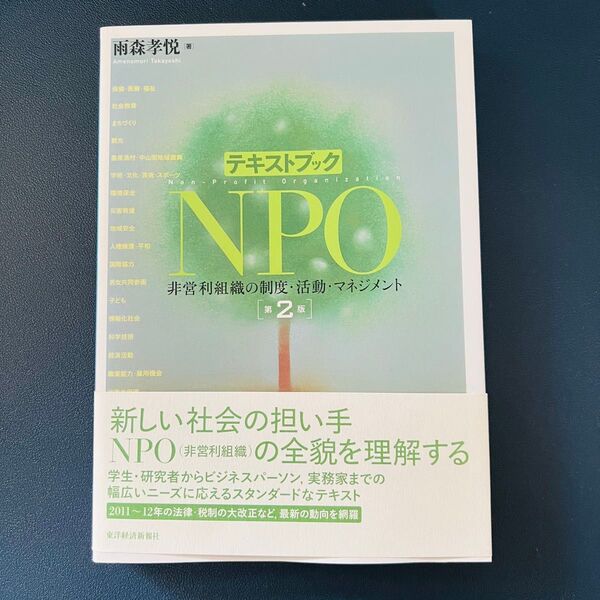 雨森孝悦[著]
Amenomori Takayoshi
保健・医療・福祉
社会教育
まちづくり
観光
農山漁村・中山間地域振興
学術・文化・芸術・スポーツ
環境保全
災害救援
地域安全
人権擁護・平和
国際協力
男女共同参画
子ども
情報化社会
科学技術
経済活動
職業能力・雇用機会
テキストブック
Non-Profit Organization
NPO
非営利組織の制度・活動・マネジメント
[第2版]
新しい社会の担い手
NPO(非営利組織)の全貌を理解する
学生・研究者からビジネスパーソン,実務家までの
幅広いニーズに応えるスタンダードなテキスト
2011〜12年の法律・税制の大改正など,最新の動向を網羅
東洋経済新報社